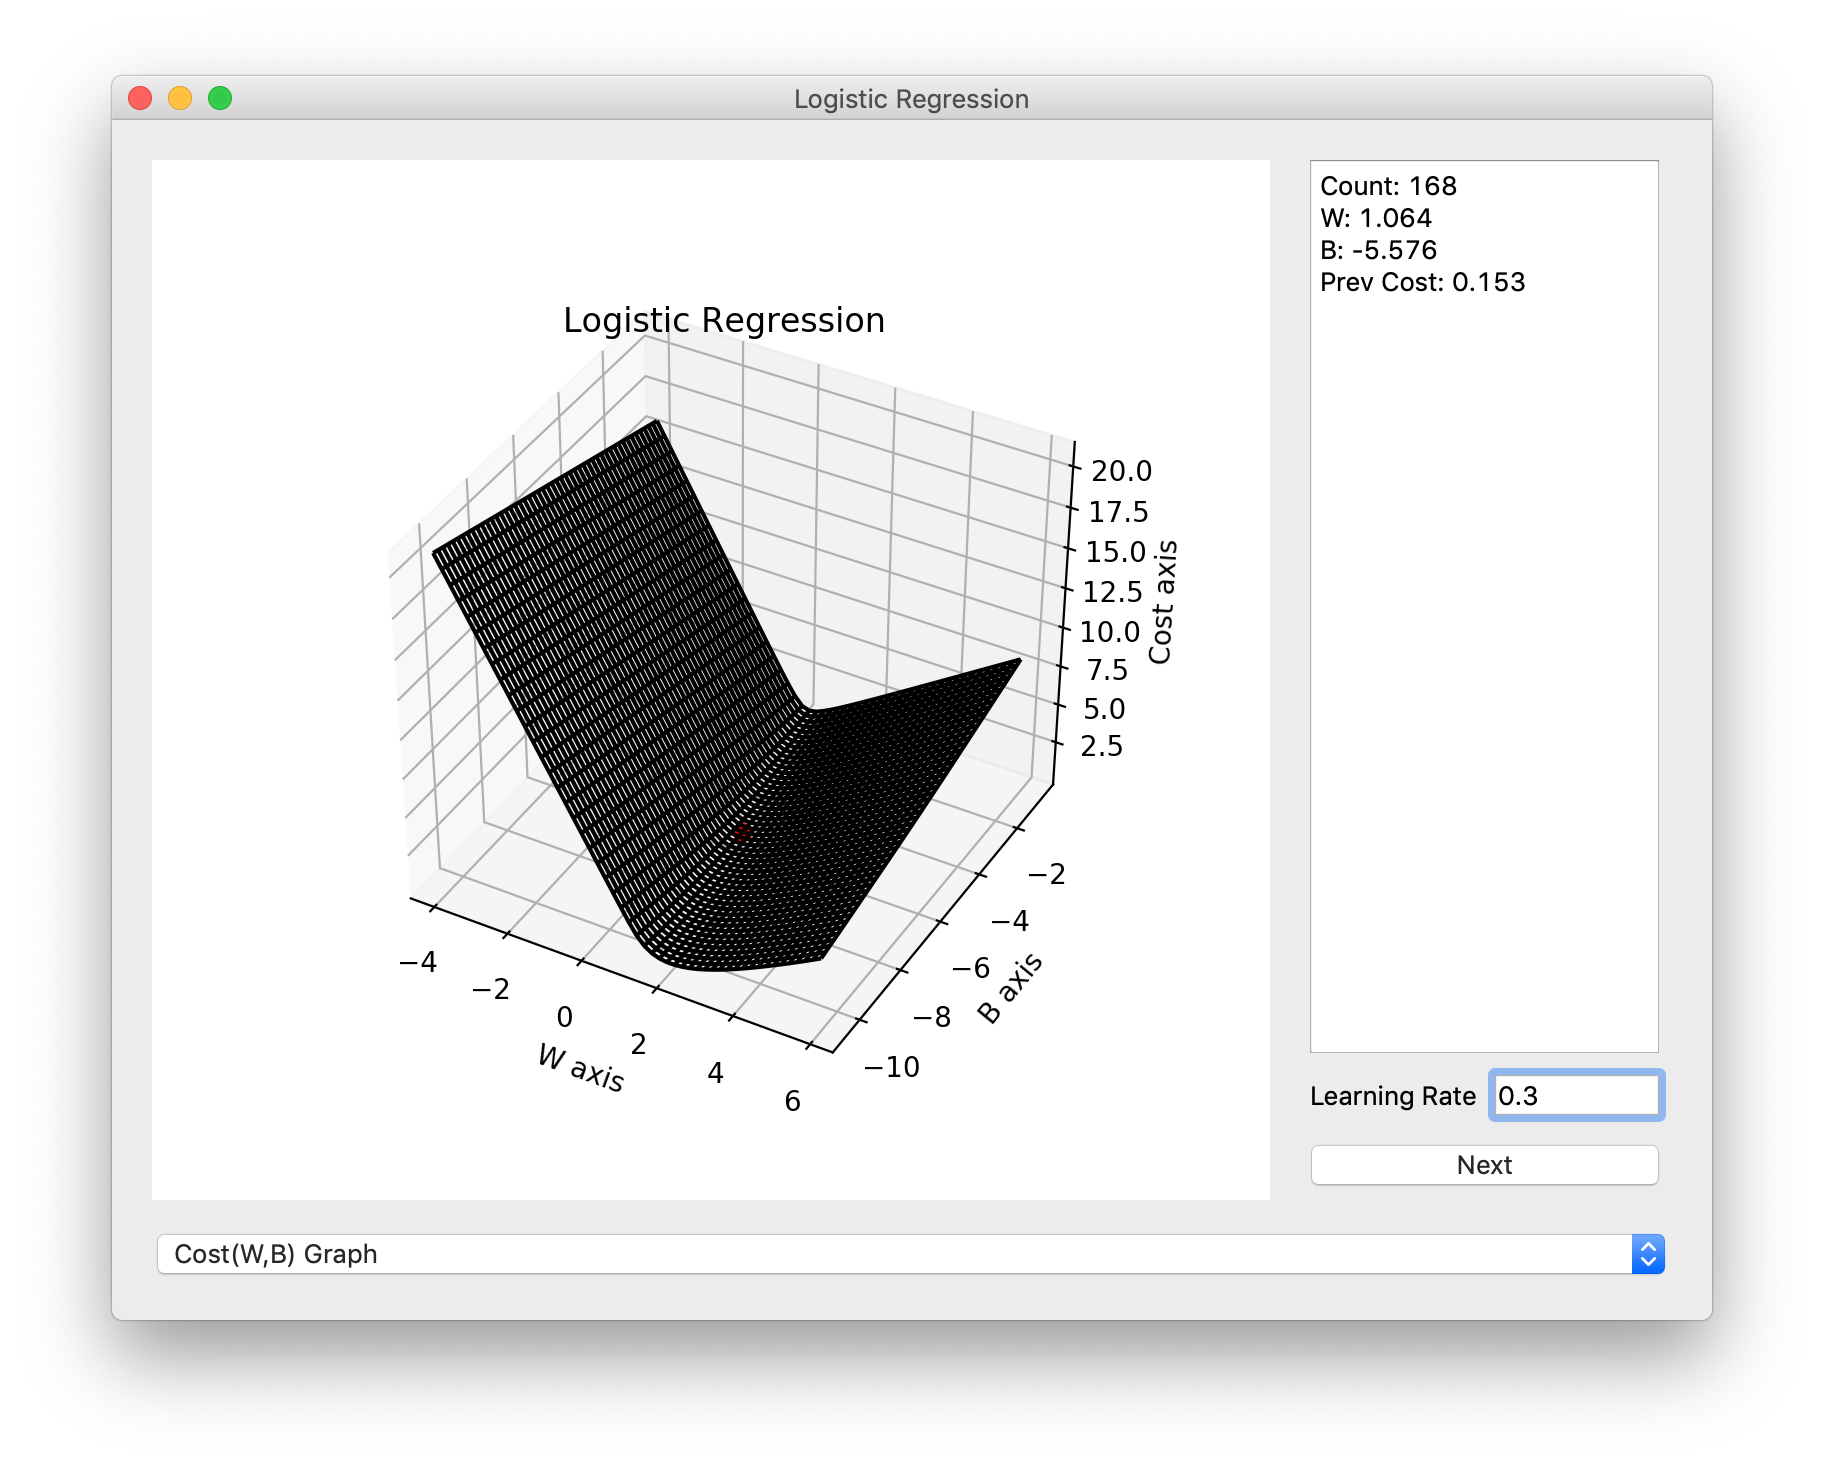 Logistic Regression
Count: 168
W: 1.064
B: -5.576
Prev Cost: 0.153
Logistic Regression
20.0
17.5
15.0
12.5
10.0
7.5
5.0
2.5
Cost axis
−2
−4
−6
−8
−10
B axis
−4
−2
0
2
4
6
W axis
Learning Rate 0.3
Next
Cost(W,B) Graph